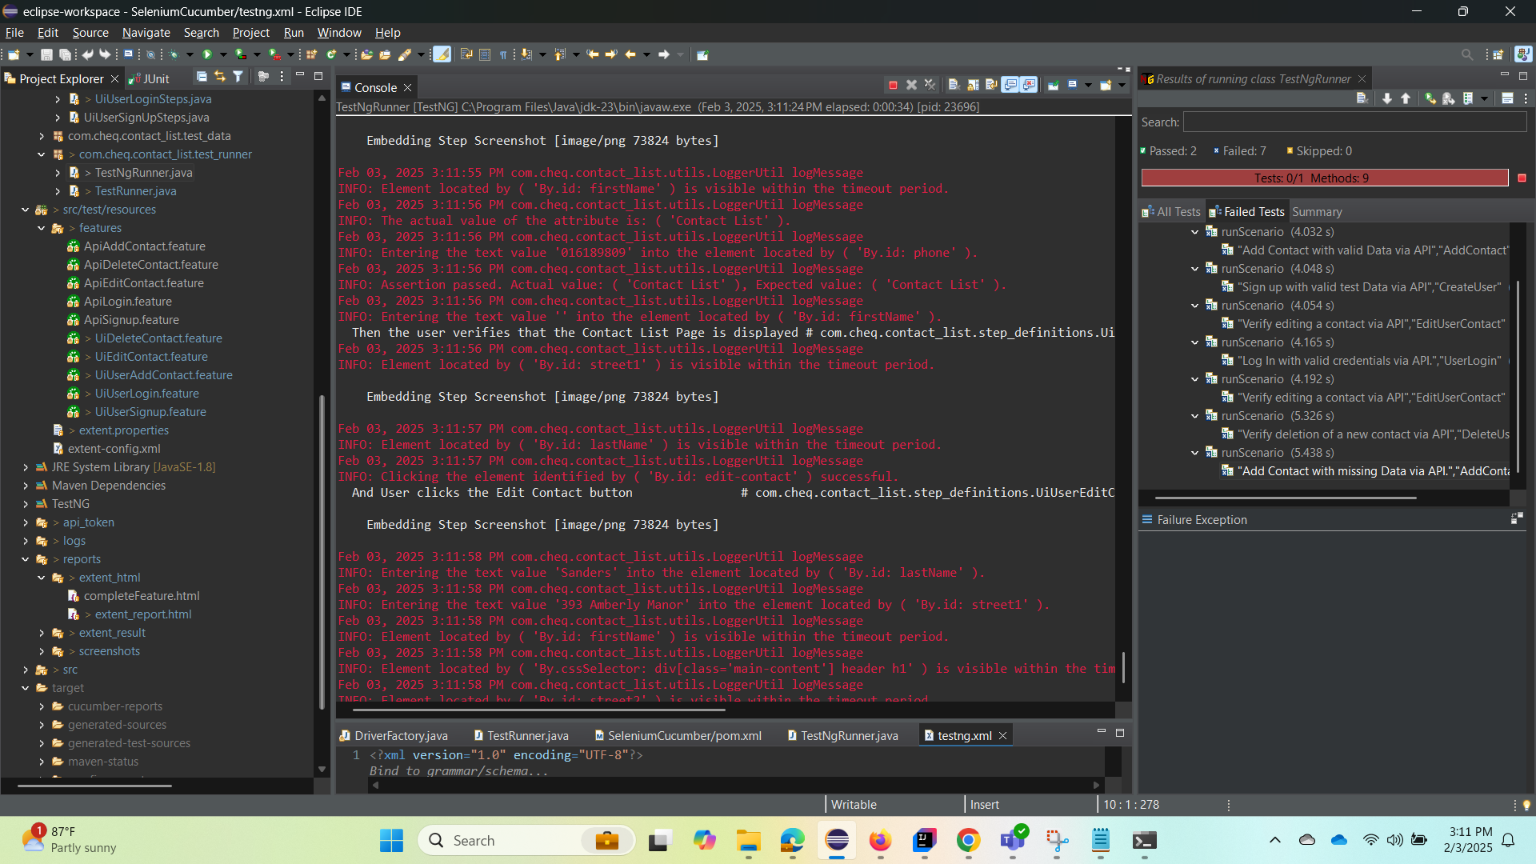 eclipse-workspace - SeleniumCucumber/testng.xml - Eclipse IDE
File Edit Source Navigate Search Project Run Window Help
Project Explorer JUnit
> UiUserLoginSteps.java
UiUserSignUpSteps.java
com.cheq.contact_list.test_data
> com.cheq.contact_list.test_runner
> TestNgRunner.java
> TestRunner.java
> src/test/resources
> features
ApiAddContact.feature
ApiDeleteContact.feature
ApiEditContact.feature
ApiLogin.feature
ApiSignup.feature
> UiDeleteContact.feature
> UiEditContact.feature
> UiUserAddContact.feature
> UiUserLogin.feature
> UiUserSignup.feature
> extent.properties
extent-config.xml
JRE System Library [JavaSE-1.8]
Maven Dependencies
TestNG
> api_token
> logs
> reports
> extent_html
completeFeature.html
> extent_report.html
> extent_result
> screenshots
> src
target
cucumber-reports
generated-sources
generated-test-sources
maven-status
Console
TestNgRunner [TestNG] C:\Program Files\Java\jdk-23\bin\javaw.exe (Feb 3, 2025, 3:11:24 PM elapsed: 0:00:34) [pid: 23696]
Embedding Step Screenshot [image/png 73824 bytes]
Feb 03, 2025 3:11:55 PM com.cheq.contact_list.utils.LoggerUtil logMessage
INFO: Element located by ( 'By.id: firstName' ) is visible within the timeout period.
Feb 03, 2025 3:11:56 PM com.cheq.contact_list.utils.LoggerUtil logMessage
INFO: The actual value of the attribute is: ( 'Contact List' ).
Feb 03, 2025 3:11:56 PM com.cheq.contact_list.utils.LoggerUtil logMessage
INFO: Entering the text value '016189809' into the element located by ( 'By.id: phone' ).
Feb 03, 2025 3:11:56 PM com.cheq.contact_list.utils.LoggerUtil logMessage
INFO: Assertion passed. Actual value: ( 'Contact List' ), Expected value: ( 'Contact List' ).
Feb 03, 2025 3:11:56 PM com.cheq.contact_list.utils.LoggerUtil logMessage
INFO: Entering the text value '' into the element located by ( 'By.id: firstName' ).
Then the user verifies that the Contact List Page is displayed # com.cheq.contact_list.step_definitions.Ui
Feb 03, 2025 3:11:56 PM com.cheq.contact_list.utils.LoggerUtil logMessage
INFO: Element located by ( 'By.id: street1' ) is visible within the timeout period.
Embedding Step Screenshot [image/png 73824 bytes]
Feb 03, 2025 3:11:57 PM com.cheq.contact_list.utils.LoggerUtil logMessage
INFO: Element located by ( 'By.id: lastName' ) is visible within the timeout period.
Feb 03, 2025 3:11:57 PM com.cheq.contact_list.utils.LoggerUtil logMessage
INFO: Clicking the element identified by ( 'By.id: edit-contact' ) successful.
And User clicks the Edit Contact button # com.cheq.contact_list.step_definitions.UiUserEditC
Embedding Step Screenshot [image/png 73824 bytes]
Feb 03, 2025 3:11:58 PM com.cheq.contact_list.utils.LoggerUtil logMessage
INFO: Entering the text value 'Sanders' into the element located by ( 'By.id: lastName' ).
Feb 03, 2025 3:11:58 PM com.cheq.contact_list.utils.LoggerUtil logMessage
INFO: Entering the text value '393 Amberly Manor' into the element located by ( 'By.id: street1' ).
Feb 03, 2025 3:11:58 PM com.cheq.contact_list.utils.LoggerUtil logMessage
INFO: Element located by ( 'By.id: firstName' ) is visible within the timeout period.
Feb 03, 2025 3:11:58 PM com.cheq.contact_list.utils.LoggerUtil logMessage
INFO: Element located by ( 'By.cssSelector: div[class='main-content'] header h1' ) is visible within the tim
Feb 03, 2025 3:11:58 PM com.cheq.contact_list.utils.LoggerUtil logMessage
INFO: Element located by ( 'By.id: street2' ) is visible within the timeout period.
DriverFactory.java TestRunner.java SeleniumCucumber/pom.xml TestNgRunner.java testng.xml
1 <?xml version="1.0" encoding="UTF-8"?>
Bind to grammar/schema...
Results of running class TestNgRunner
Search:
Passed: 2 Failed: 7 Skipped: 0
Tests: 0/1 Methods: 9
All Tests Failed Tests Summary
runScenario (4.032 s)
"Add Contact with valid Data via API","AddContact"
runScenario (4.048 s)
"Sign up with valid test Data via API","CreateUser"
runScenario (4.054 s)
"Verify editing a contact via API","EditUserContact"
runScenario (4.165 s)
"Log In with valid credentials via API.","UserLogin"
runScenario (4.192 s)
"Verify editing a contact via API","EditUserContact"
runScenario (5.326 s)
"Verify deletion of a new contact via API","DeleteUs
runScenario (5.438 s)
"Add Contact with missing Data via API.","AddConta
Failure Exception
Writable Insert 10 : 1 : 278
1
87°F
Partly sunny
Search
3:11 PM
2/3/2025